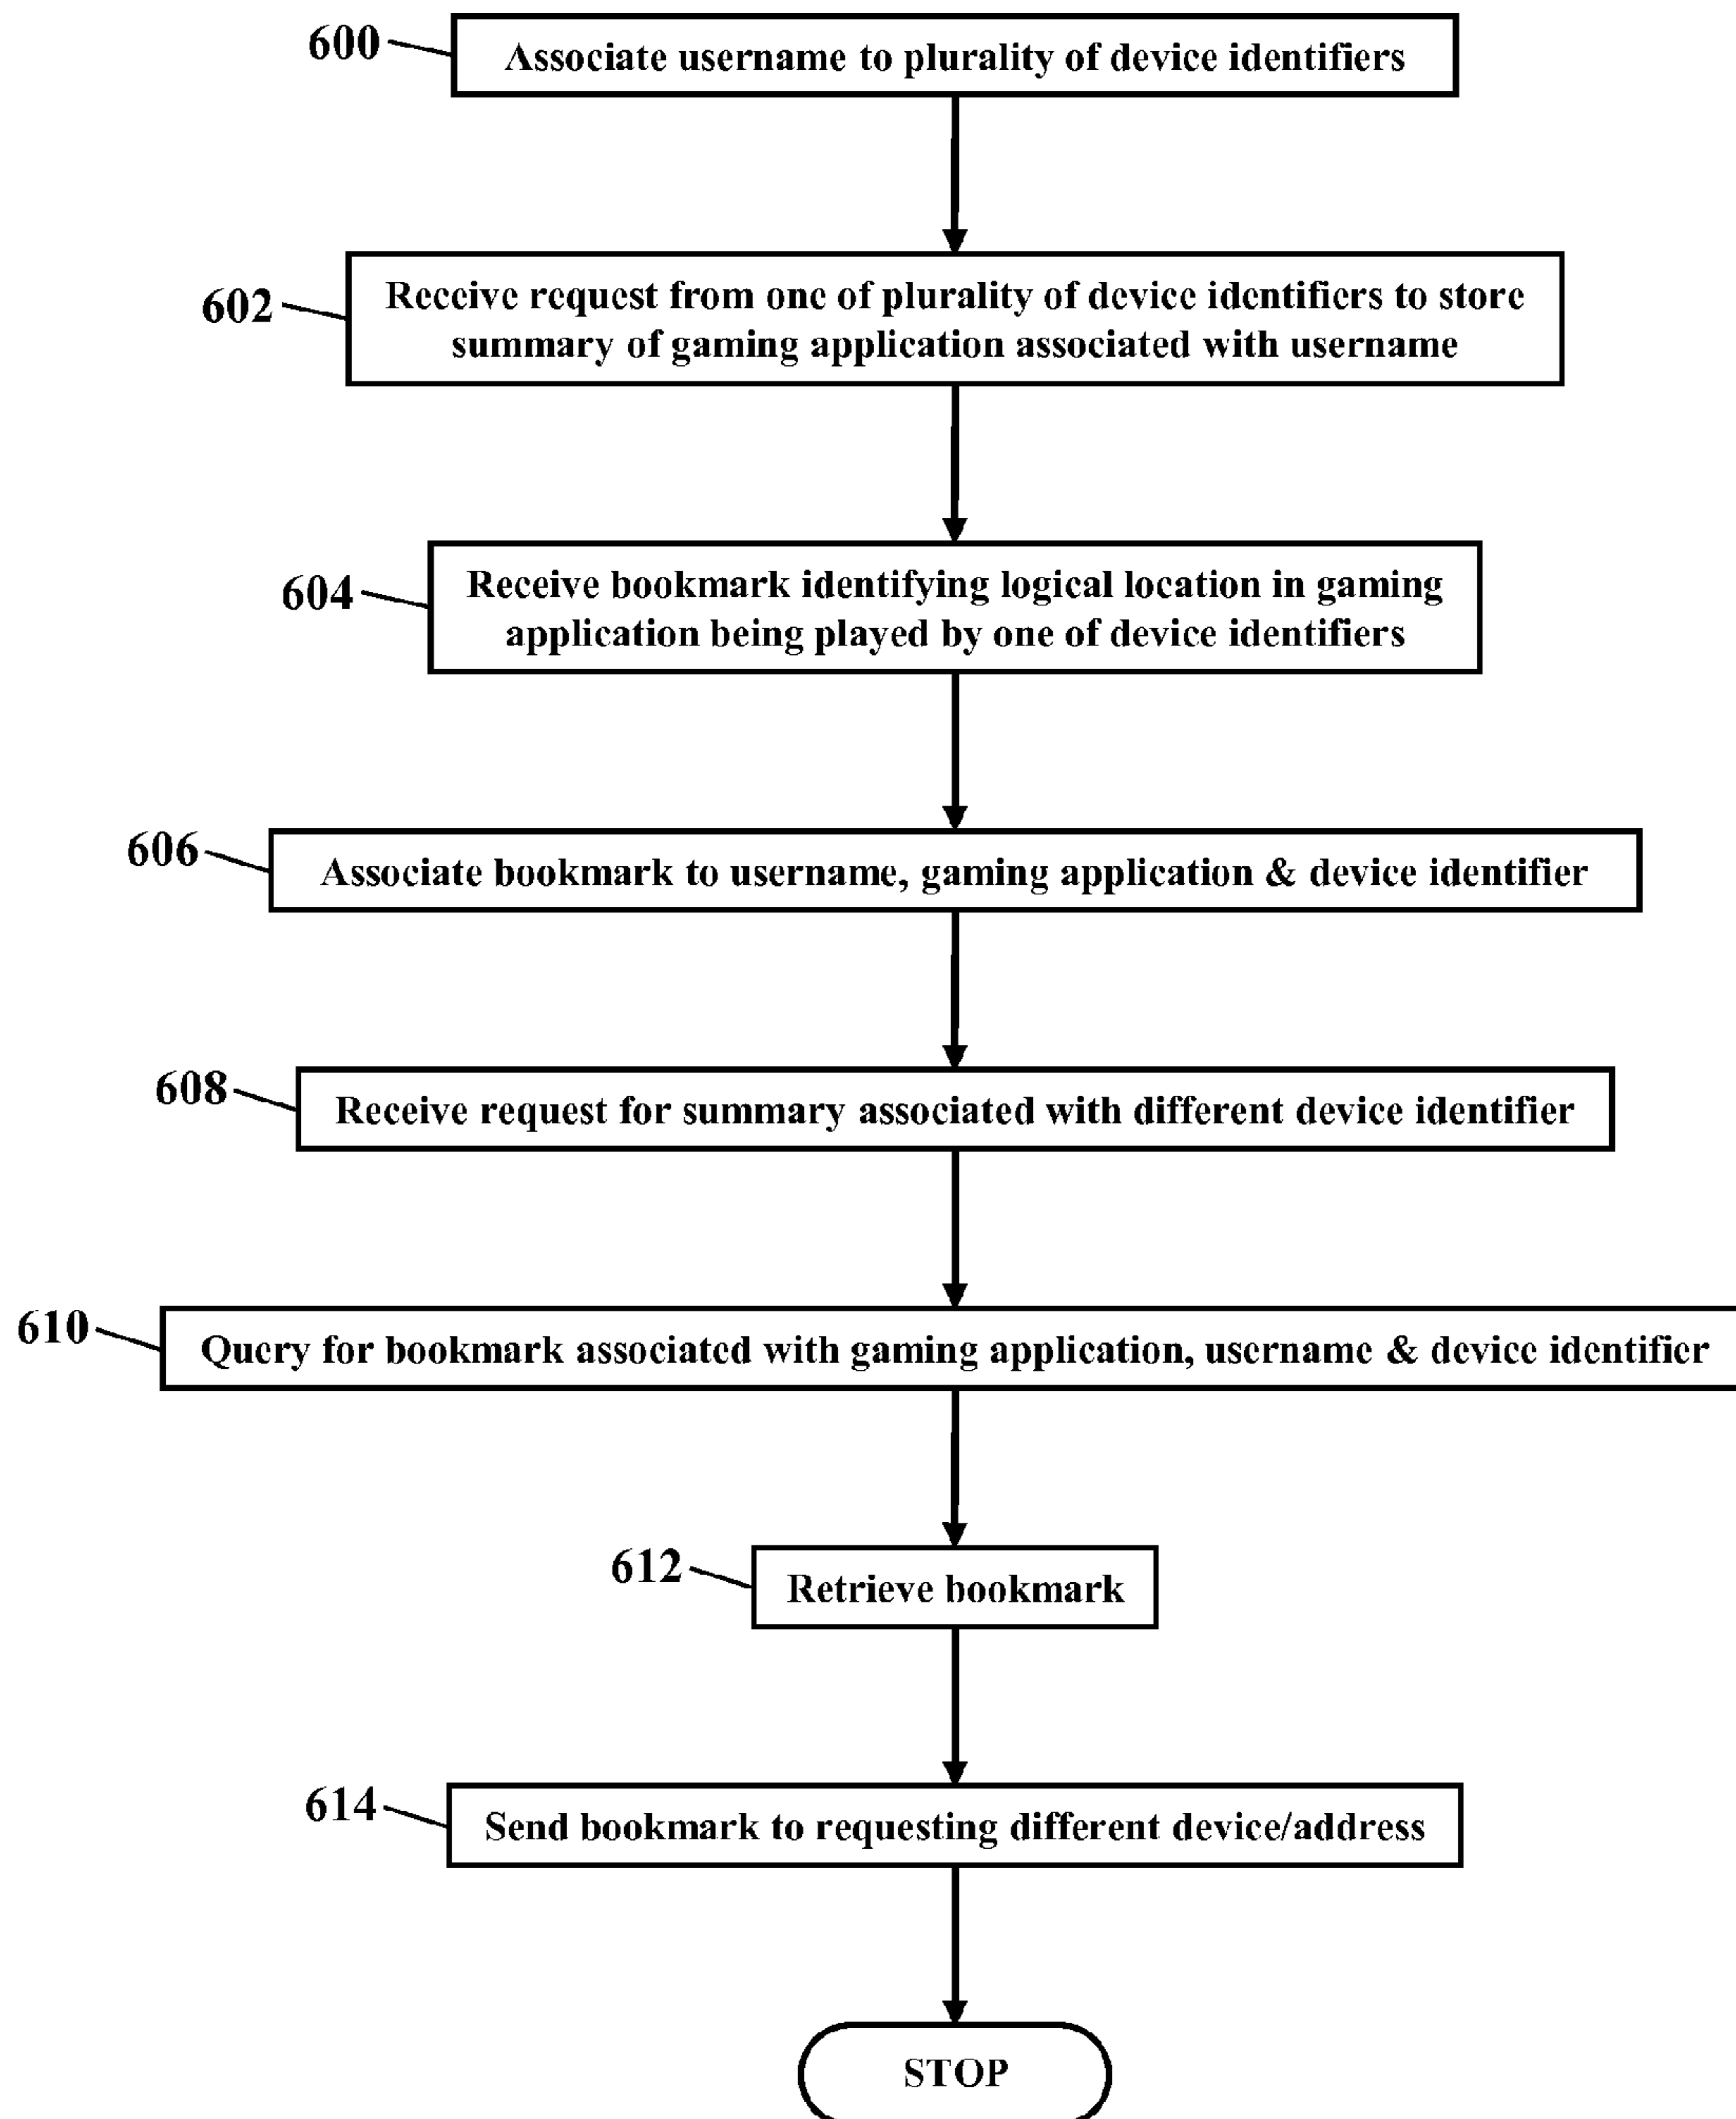 600
Associate username to plurality of device identifiers
602
Receive request from one of plurality of device identifiers to store
summary of gaming application associated with username
604
Receive bookmark identifying logical location in gaming
application being played by one of device identifiers
606
Associate bookmark to username, gaming application & device identifier
608
Receive request for summary associated with different device identifier
610
Query for bookmark associated with gaming application, username & device identifier
612
Retrieve bookmark
614
Send bookmark to requesting different device/address
STOP